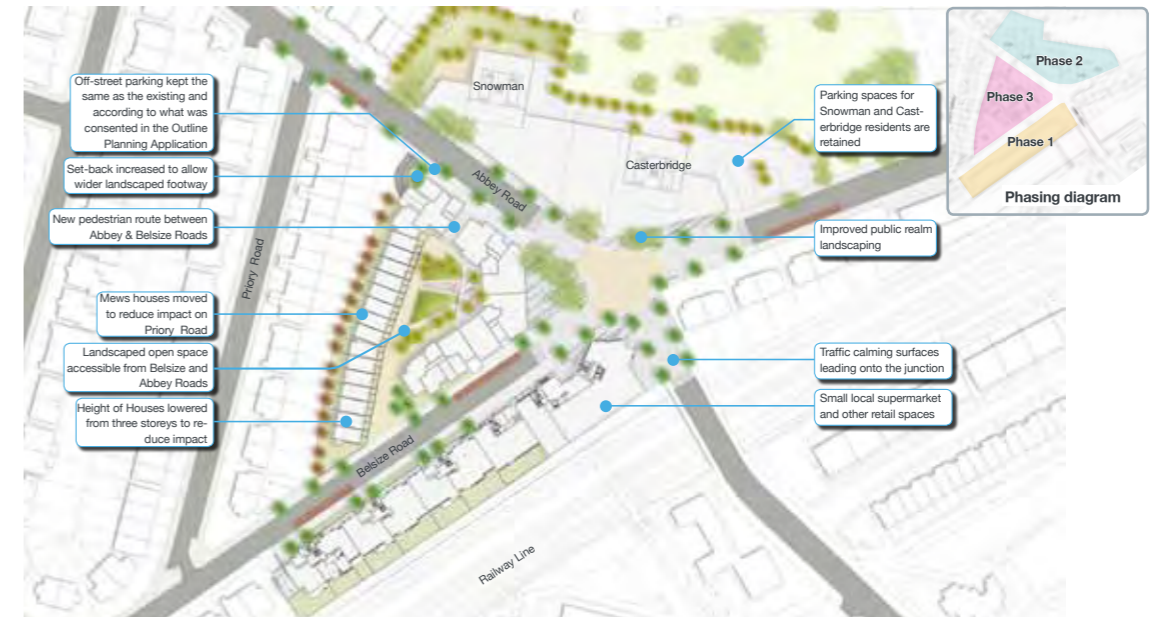 Off-street parking kept the
same as the existing and
according to what was
consented in the Outline
Planning Application
Set-back increased to allow
wider landscaped footway
New pedestrian route between
Abbey & Belsize Roads
Mews houses moved
to reduce impact on
Priory Road
Landscaped open space
accessible from Belsize and
Abbey Roads
Height of Houses lowered
from three storeys to re-
duce impact
Priory Road
Snowman
Abbey Road
Casterbridge
Belsize Road
Railway Line
Parking spaces for
Snowman and Cast-
erbridge residents are
retained
Improved public realm
landscaping
Traffic calming surfaces
leading onto the junction
Small local supermarket
and other retail spaces
Phase 2
Phase 3
Phase 1
Phasing diagram